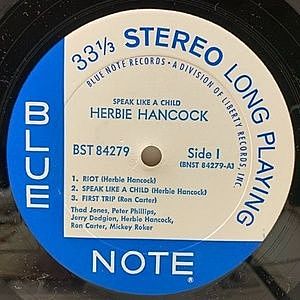 33⅓ STEREO LONG PLAYING
BLUE NOTE RECORDS • A DIVISION OF LIBERTY RECORDS, INC.
SPEAK LIKE A CHILD
HERBIE HANCOCK
BST 84279 Side I
(BNST 84279-A)
1. RIOT (Herbie Hancock)
2. SPEAK LIKE A CHILD (Herbie Hancock)
3. FIRST TRIP (Ron Carter)
Thad Jones, Peter Phillips,
Jerry Dodgion, Herbie Hancock,
Ron Carter, Mickey Roker
BLUE
NOTE®